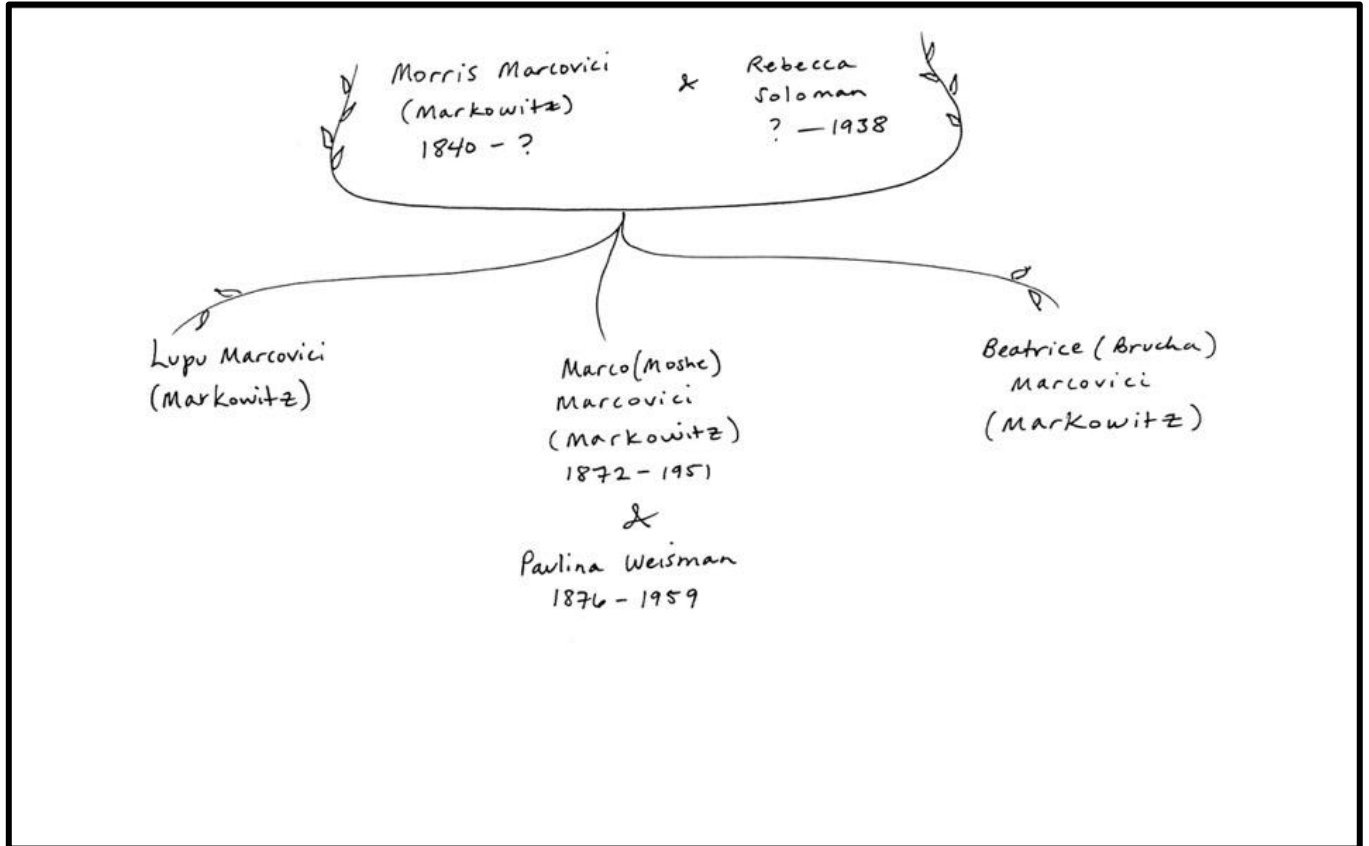 Morris Marcovici
(Markowitz)
1840 - ?
&
Rebecca
Soloman
? — 1938
Lupu Marcovici
(Markowitz)
Marco (Moshe)
Marcovici
(Markowitz)
1872 - 1951
&
Paulina Weisman
1876 - 1959
Beatrice (Brucha)
Marcovici
(Markowitz)